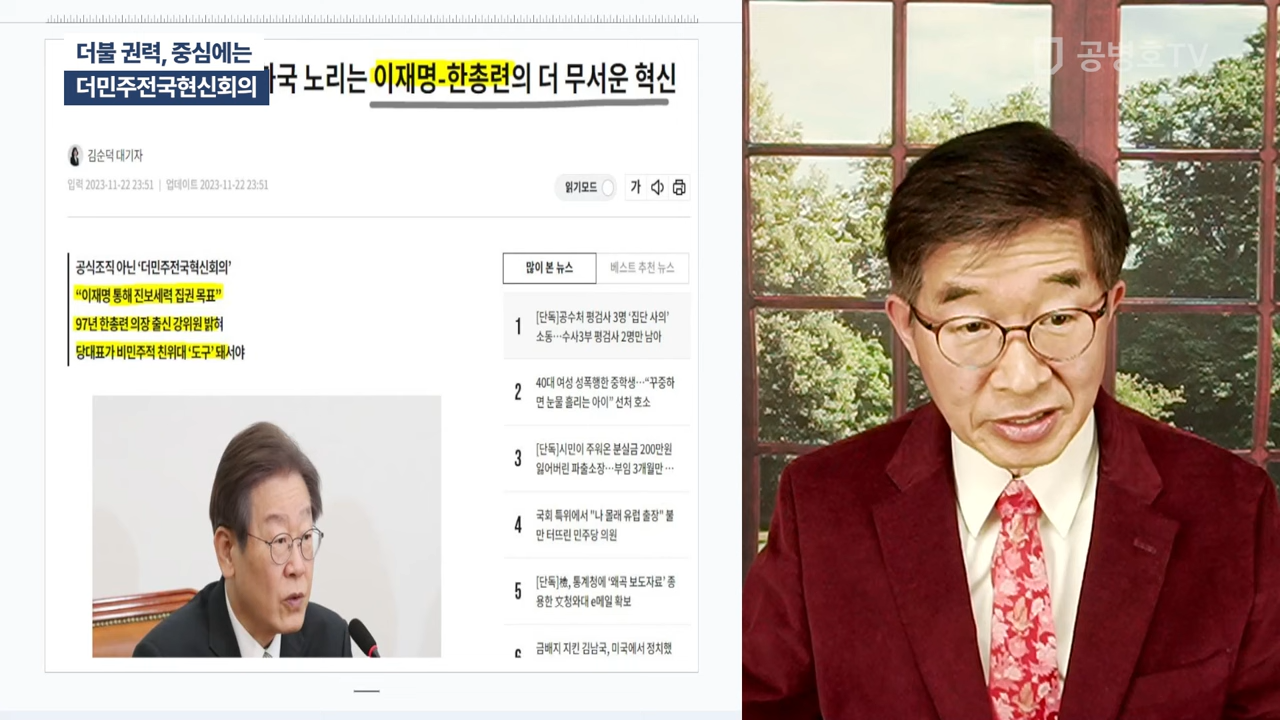 더불 권력, 중심에는
더민주전국혁신회의
노리는 이재명-한총련의 더 무서운 혁신
공병호TV
김순덕 대기자
입력 2023-11-22 23:51 | 업데이트 2023-11-22 23:51
읽기모드
가
공식조직 아닌 ‘더민주전국혁신회의’
“이재명 통해 진보세력 집권 목표”
97년 한총련 의장 출신 강위원 밝혀
당대표가 비민주적 친위대 ‘도구’ 돼서야
많이 본 뉴스
베스트 추천 뉴스
1
[단독]공수처 평검사 3명 ‘집단 사의’
소동…수사3부 평검사 2명만 남아
2
40대 여성 성폭행한 중학생…“꾸중하
면 눈물 흘리는 아이” 선처 호소
3
[단독]시민이 주워온 분실금 200만원
잃어버린 파출소장…부임 3개월만 …
4
국회 특위에서 "나 몰래 유럽 출장" 불
만 터뜨린 민주당 의원
5
[단독]檢, 통계청에 ‘왜곡 보도자료’ 종
용한 文청와대 e메일 확보
금배지 지킨 김남국, 미국에서 정치했